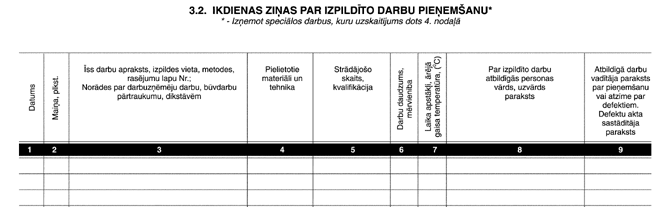 3.2. IKDIENAS ZIŅAS PAR IZPILDĪTO DARBU PIEŅEMŠANU*
* - Izņemot speciālos darbus, kuru uzskaitījums dots 4. nodaļā
Datums
Maiņa, plkst.
Īss darbu apraksts, izpildes vieta, metodes,
rasējumu lapu Nr.;
Norādes par darbuzņēmēju darbu, būvdarbu
pārtraukumu, dīkstāvēm
Pielietotie
materiāli un
tehnika
Strādājošo
skaits,
kvalifikācija
Darbu daudzums,
mērvienība
Laika apstākļi, ārējā
gaisa temperatūra, (°C)
Par izpildīto darbu
atbildīgās personas
vārds, uzvārds
paraksts
Atbildīgā darbu
vadītāja paraksts
par pieņemšanu
vai atzīme par
defektiem.
Defektu akta
sastādītāja
paraksts
1 2 3 4 5 6 7 8 9